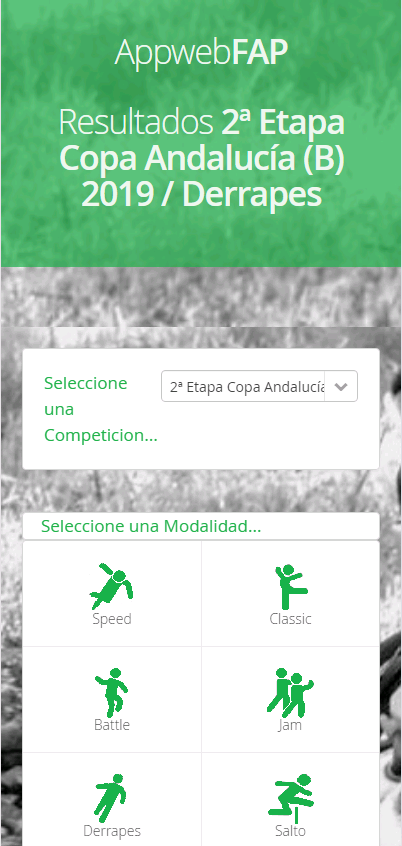 AppwebFAP
Resultados 2ª Etapa
Copa Andalucía (B)
2019 / Derrapes
Seleccione
una
Competicion...
2ª Etapa Copa Andalucía
Seleccione una Modalidad...
Speed
Classic
Battle
Jam
Derrapes
Salto